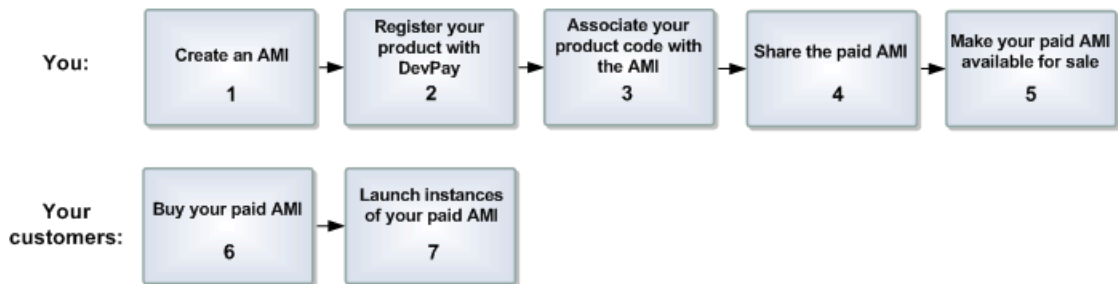 You:
Create an AMI
1
Register your
product with
DevPay
2
Associate your
product code with
the AMI
3
Share the paid AMI
4
Make your paid AMI
available for sale
5
Your
customers:
Buy your paid AMI
6
Launch instances
of your paid AMI
7